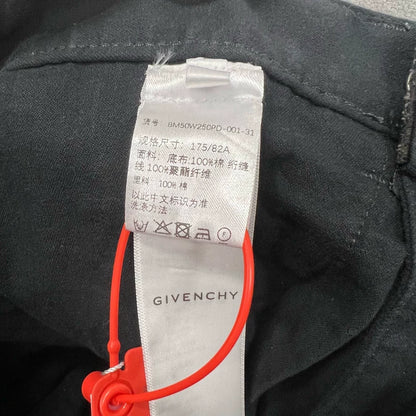 货号: BM50W250PD-001-31
规格尺寸: 175/82A
面料: 底布:100%棉 绗缝
线:100%聚酯纤维
里料: 100% 棉
以此中文标识为准
洗涤方法:
GIVENCHY